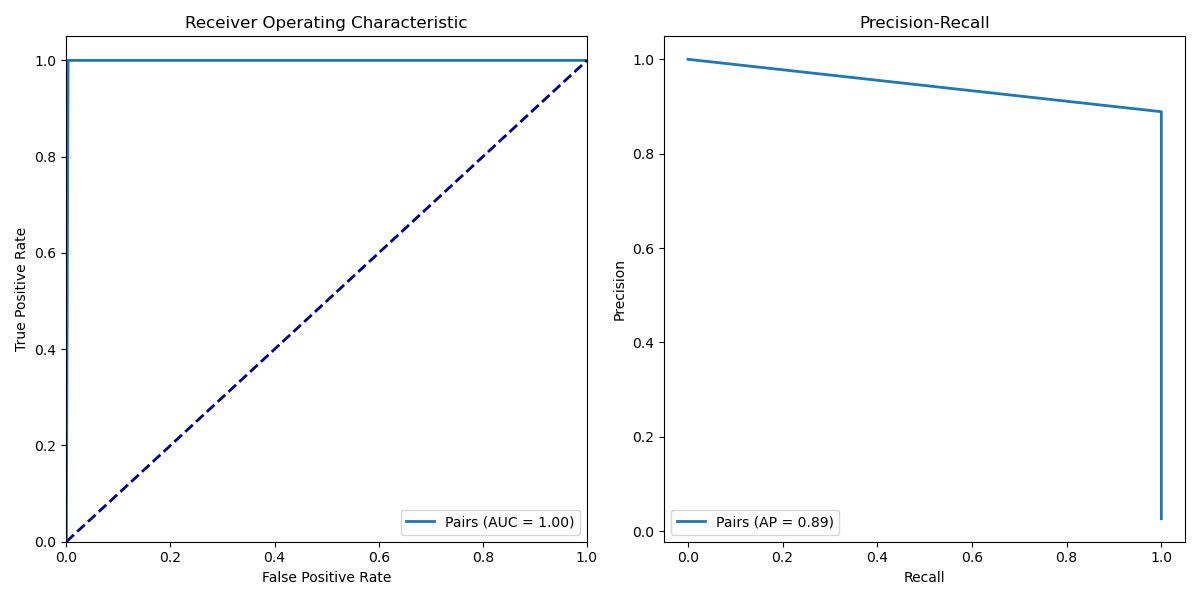 Receiver Operating Characteristic
True Positive Rate
1.0
0.8
0.6
0.4
0.2
0.0
0.0 0.2 0.4 0.6 0.8 1.0
False Positive Rate
Pairs (AUC = 1.00)
Precision-Recall
Precision
1.0
0.8
0.6
0.4
0.2
0.0
0.0 0.2 0.4 0.6 0.8 1.0
Recall
Pairs (AP = 0.89)